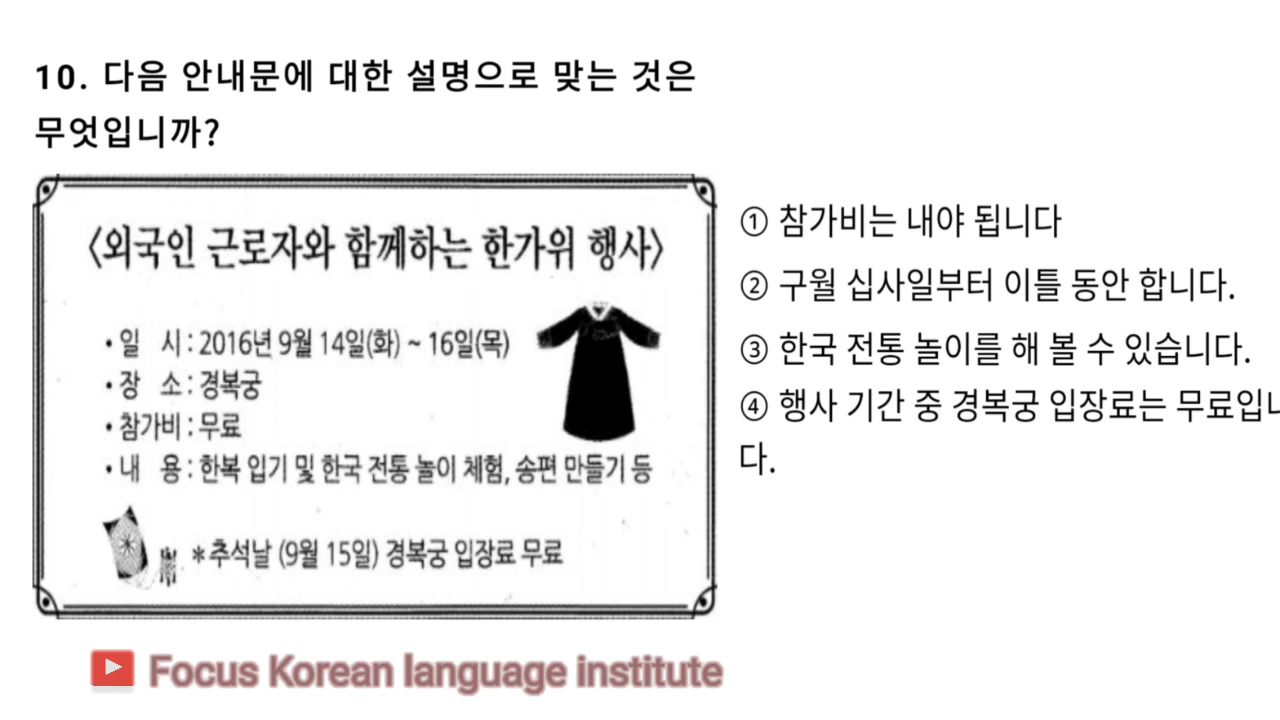 10. 다음 안내문에 대한 설명으로 맞는 것은
무엇입니까?
〈외국인 근로자와 함께하는 한가위 행사〉
• 일 시 : 2016년 9월 14일(화) ~ 16일(목)
• 장 소 : 경복궁
• 참가비 : 무료
• 내 용 : 한복 입기 및 한국 전통 놀이 체험, 송편 만들기 등
*추석날 (9월 15일) 경복궁 입장료 무료
① 참가비는 내야 됩니다
② 구월 십사일부터 이틀 동안 합니다.
③ 한국 전통 놀이를 해 볼 수 있습니다.
④ 행사 기간 중 경복궁 입장료는 무료입니
다.
Focus Korean language institute